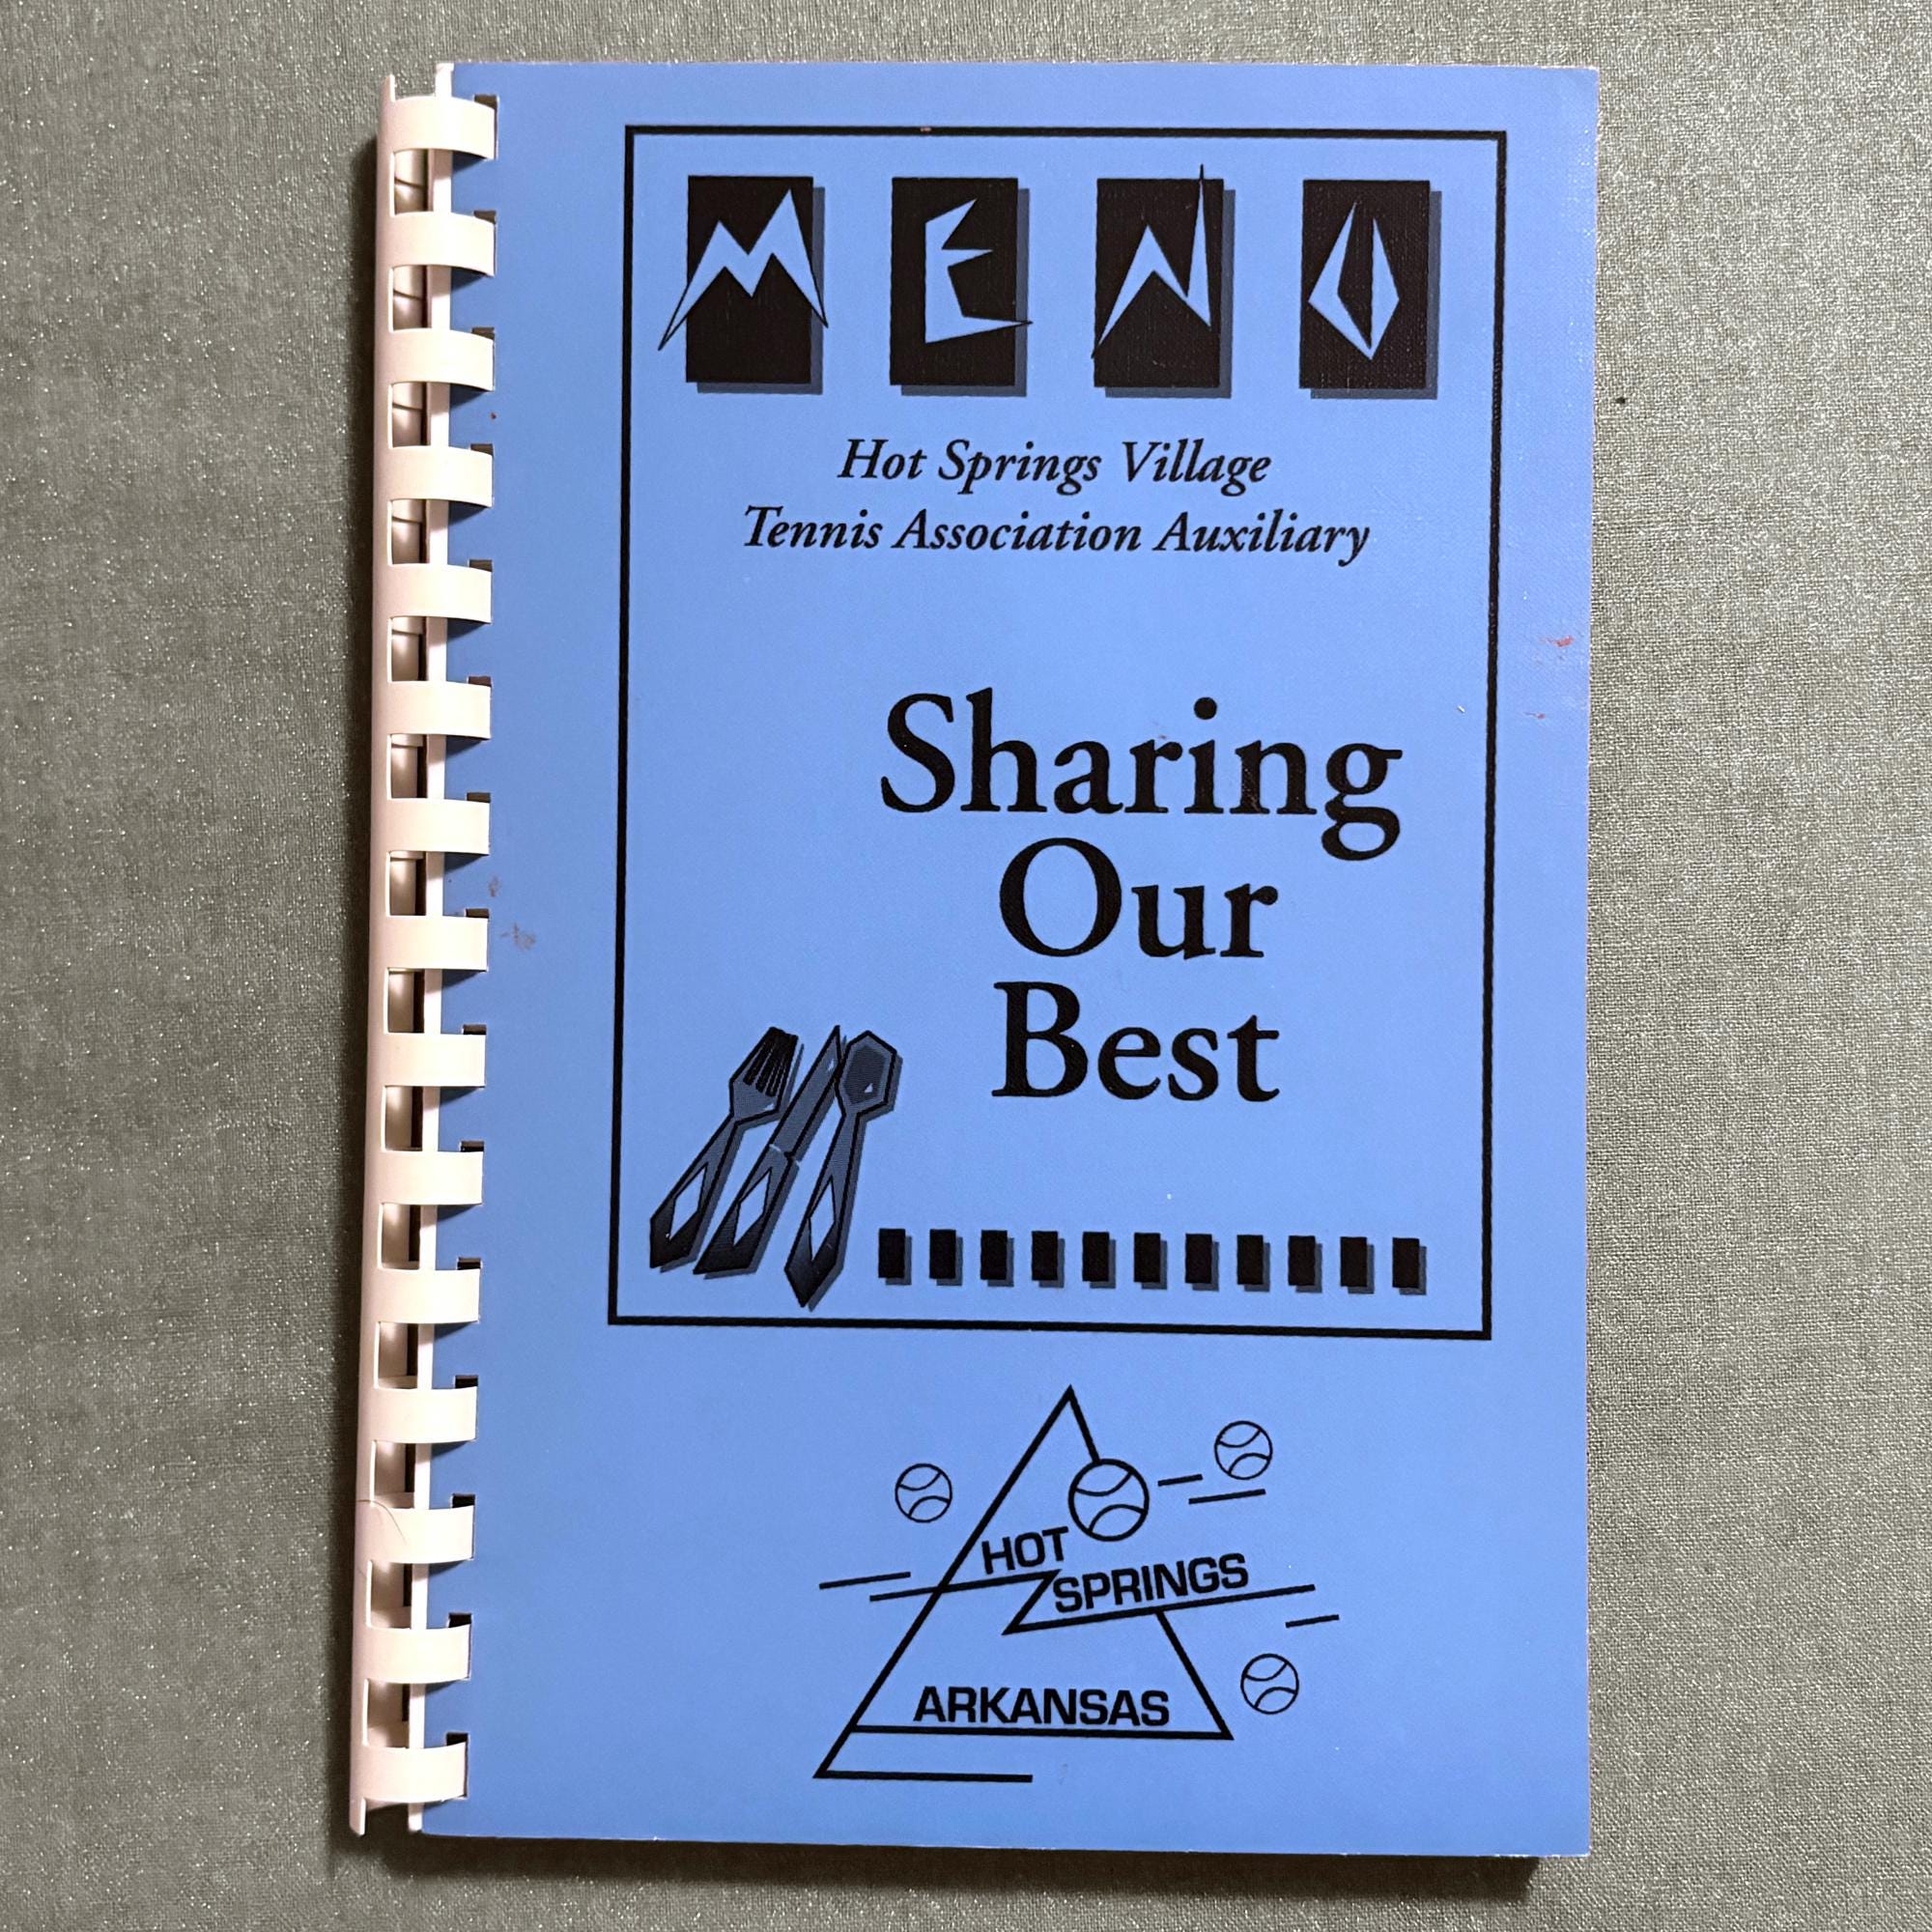 MENU
Hot Springs Village
Tennis Association Auxiliary
Sharing
Our
Best
HOT
SPRINGS
ARKANSAS